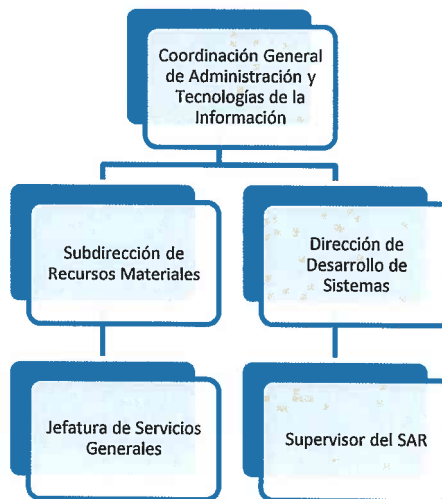 Coordinación General
de Administración y
Tecnologías de la
Información
Subdirección de
Recursos Materiales
Dirección de
Desarrollo de
Sistemas
Jefatura de Servicios
Generales
Supervisor del SAR